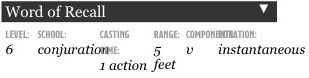 Word of Recall ▼
LEVEL: SCHOOL: CASTING TIME: RANGE: COMPONENTS: DURATION:
6 conjuration 1 action 5 feet v instantaneous